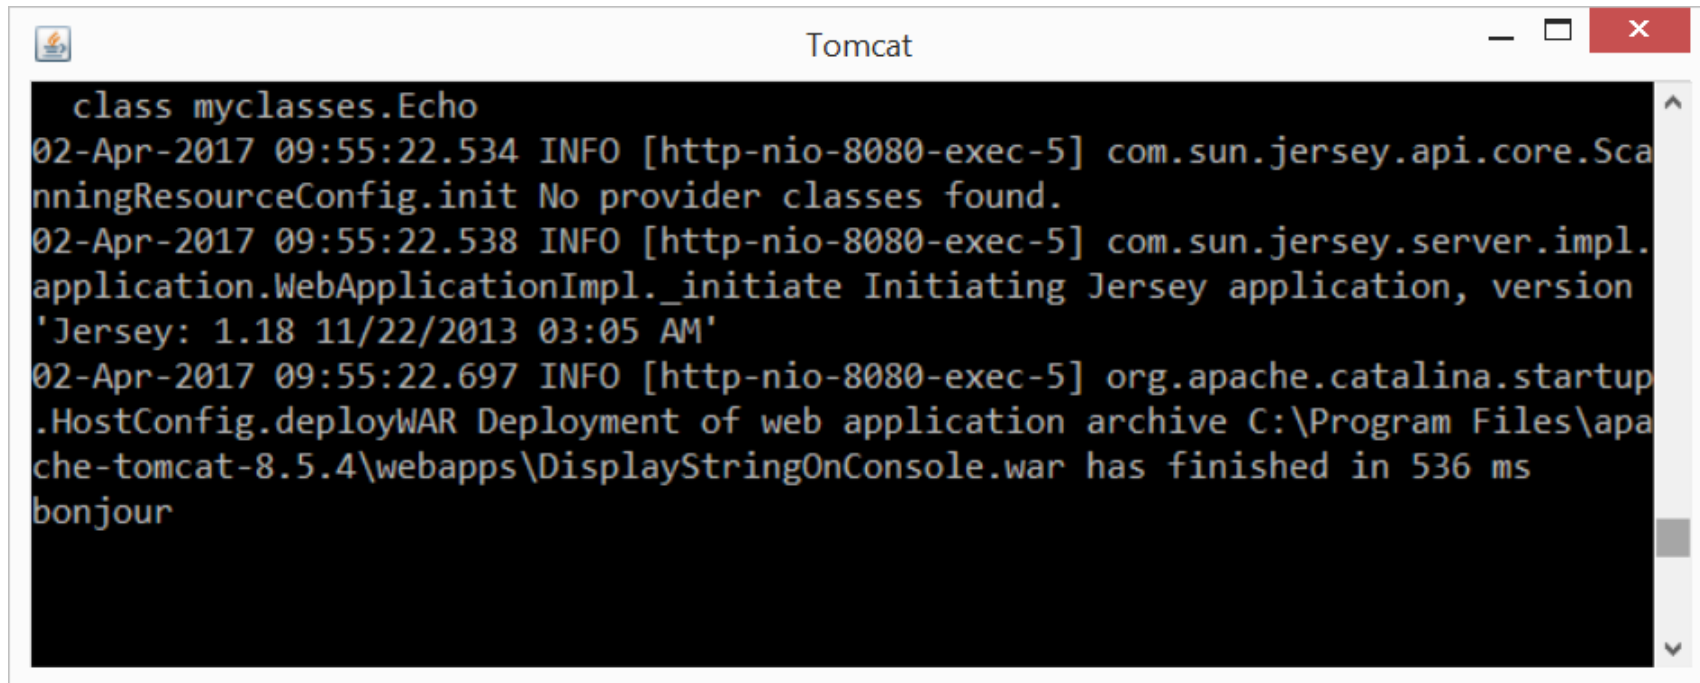 Tomcat
class myclasses.Echo
02-Apr-2017 09:55:22.534 INFO [http-nio-8080-exec-5] com.sun.jersey.api.core.Sca
nningResourceConfig.init No provider classes found.
02-Apr-2017 09:55:22.538 INFO [http-nio-8080-exec-5] com.sun.jersey.server.impl.
application.WebApplicationImpl._initiate Initiating Jersey application, version
'Jersey: 1.18 11/22/2013 03:05 AM'
02-Apr-2017 09:55:22.697 INFO [http-nio-8080-exec-5] org.apache.catalina.startup
.HostConfig.deployWAR Deployment of web application archive C:\Program Files\apa
che-tomcat-8.5.4\webapps\DisplayStringOnConsole.war has finished in 536 ms
bonjour